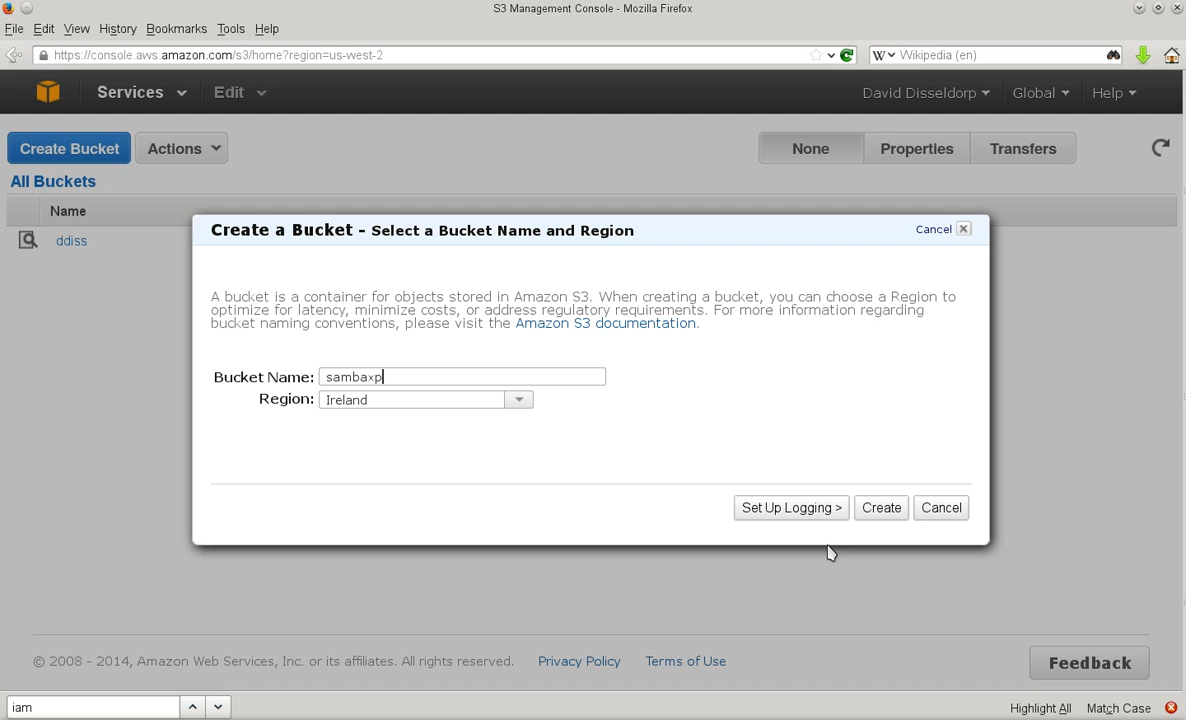 S3 Management Console - Mozilla Firefox
File Edit View History Bookmarks Tools Help
https://console.aws.amazon.com/s3/home?region=us-west-2
W Wikipedia (en)
Services Edit David Disseldorp Global Help
Create Bucket Actions None Properties Transfers
All Buckets
Name
ddiss
Create a Bucket - Select a Bucket Name and Region Cancel
A bucket is a container for objects stored in Amazon S3. When creating a bucket, you can choose a Region to
optimize for latency, minimize costs, or address regulatory requirements. For more information regarding
bucket naming conventions, please visit the Amazon S3 documentation.
Bucket Name: sambaxp
Region: Ireland
Set Up Logging > Create Cancel
© 2008 - 2014, Amazon Web Services, Inc. or its affiliates. All rights reserved. Privacy Policy Terms of Use Feedback
iam Highlight All Match Case